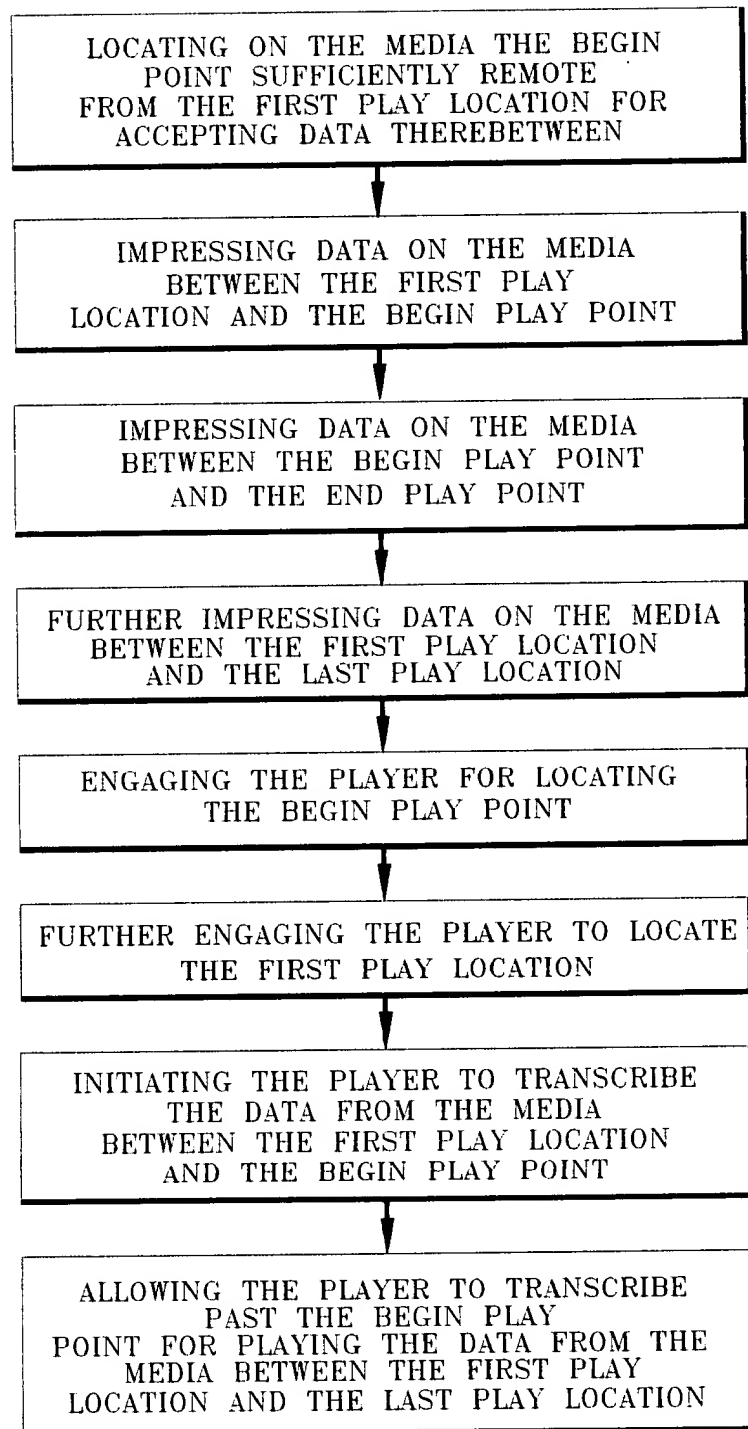 LOCATING ON THE MEDIA THE BEGIN
POINT SUFFICIENTLY REMOTE
FROM THE FIRST PLAY LOCATION FOR
ACCEPTING DATA THEREBETWEEN
IMPRESSING DATA ON THE MEDIA
BETWEEN THE FIRST PLAY
LOCATION AND THE BEGIN PLAY POINT
IMPRESSING DATA ON THE MEDIA
BETWEEN THE BEGIN PLAY POINT
AND THE END PLAY POINT
FURTHER IMPRESSING DATA ON THE MEDIA
BETWEEN THE FIRST PLAY LOCATION
AND THE LAST PLAY LOCATION
ENGAGING THE PLAYER FOR LOCATING
THE BEGIN PLAY POINT
FURTHER ENGAGING THE PLAYER TO LOCATE
THE FIRST PLAY LOCATION
INITIATING THE PLAYER TO TRANSCRIBE
THE DATA FROM THE MEDIA
BETWEEN THE FIRST PLAY LOCATION
AND THE BEGIN PLAY POINT
ALLOWING THE PLAYER TO TRANSCRIBE
PAST THE BEGIN PLAY
POINT FOR PLAYING THE DATA FROM THE
MEDIA BETWEEN THE FIRST PLAY
LOCATION AND THE LAST PLAY LOCATION